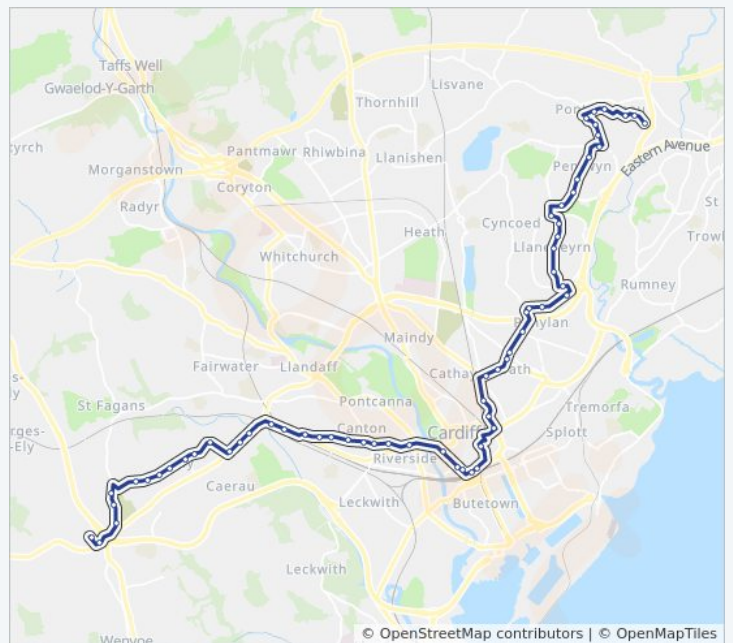 Taffs Well
Gwaelod-Y-Garth
Lisvane
Thornhill
Pantmawr
Rhiwbina
Llanishen
Eastern Avenue
Morganstown
Coryton
Radyr
St
Cyncoed
Heath
Whitchurch
Rumney
Maindy
Fairwater
Llandaff
St Fagans
Pontcanna
Tremorfa
Canton
Splott
Riverside
Caerau
Leckwith
Butetown
Leckwith
© OpenStreetMap contributors | © OpenMapTiles